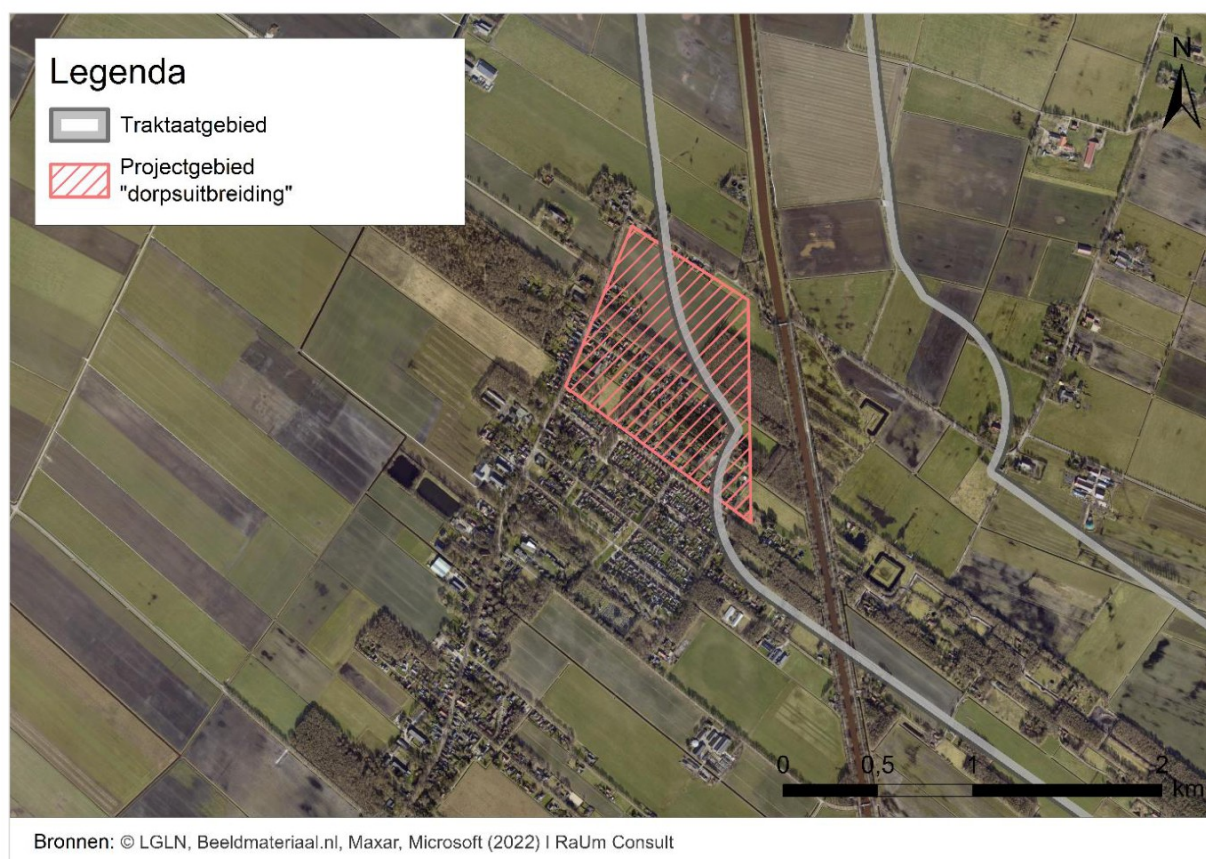 Legenda
Traktaatgebied
Projectgebied
"dorpsuitbreiding"
N
0 0,5 1 2
km
Bronnen: © LGLN, Beeldmateriaal.nl, Maxar, Microsoft (2022) I RaUm Consult